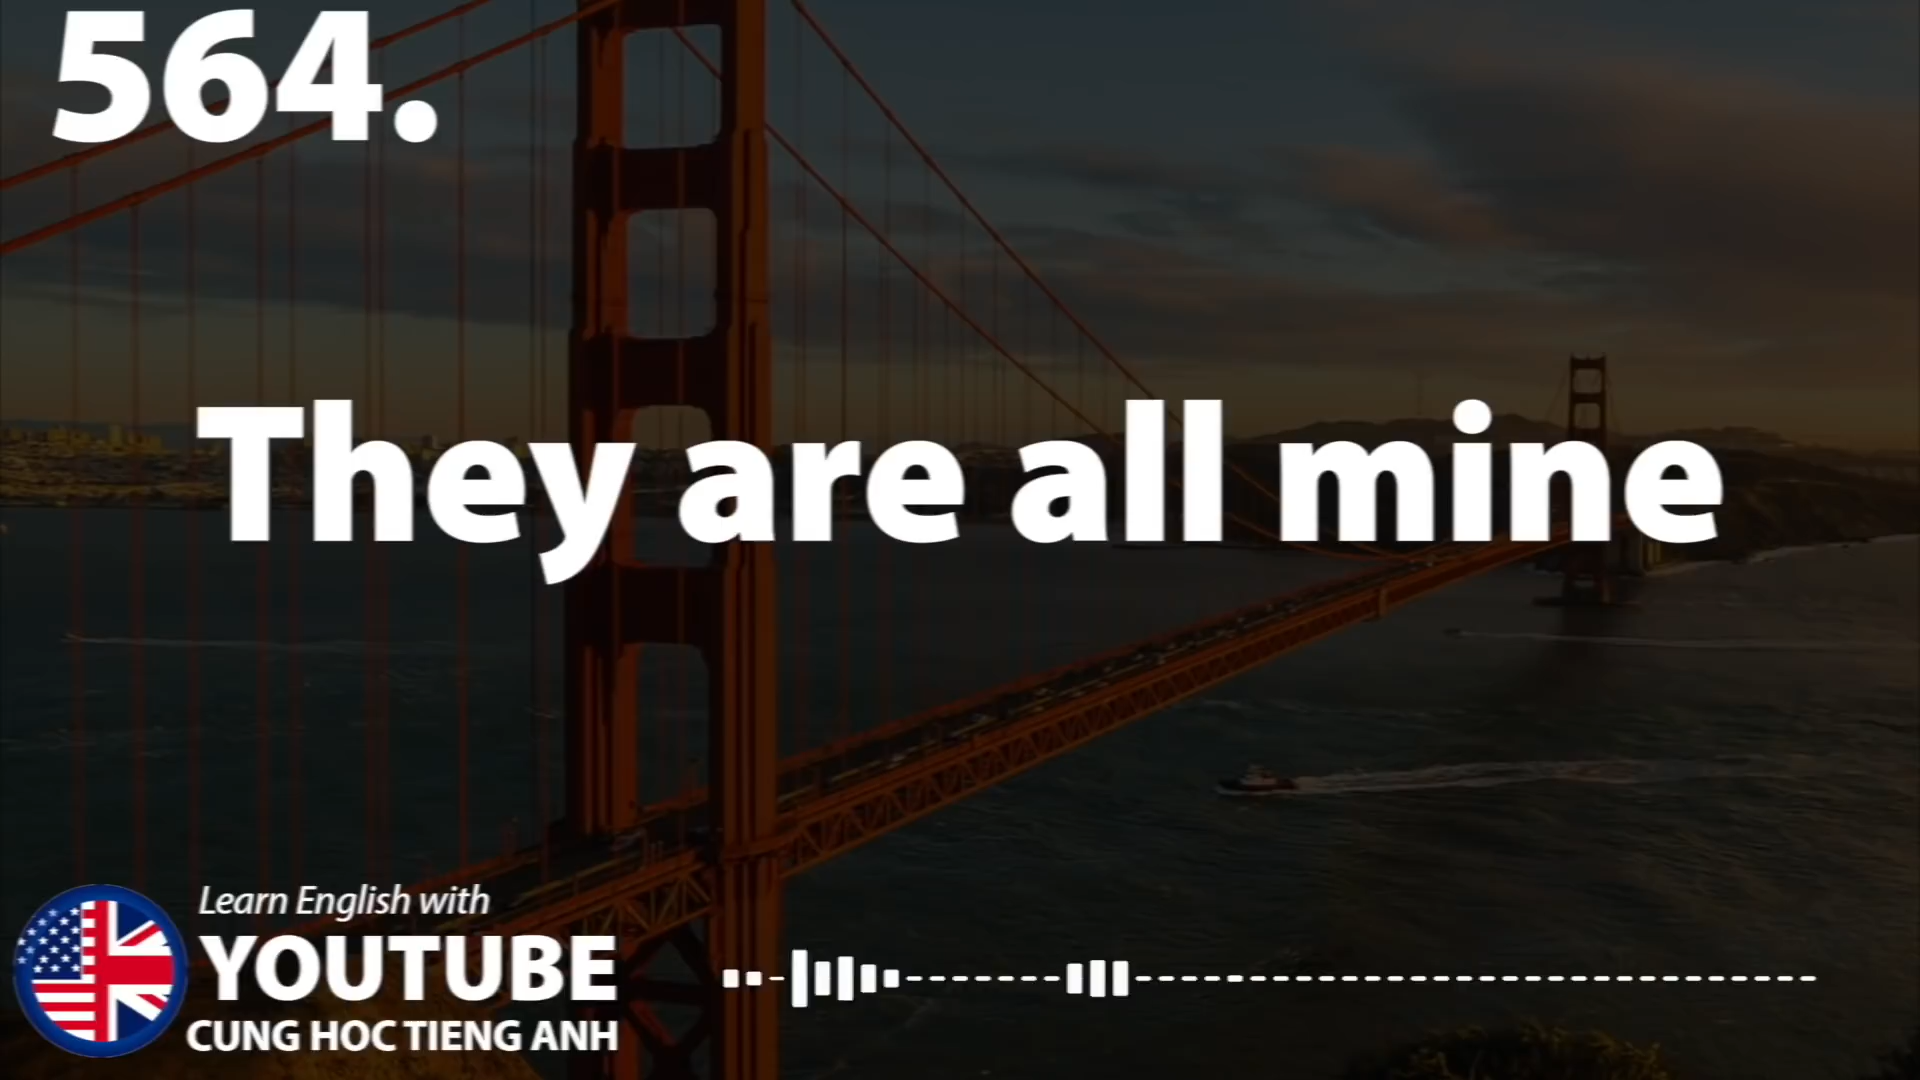 564.
They are all mine
Learn English with
YOUTUBE
CUNG HOC TIENG ANH